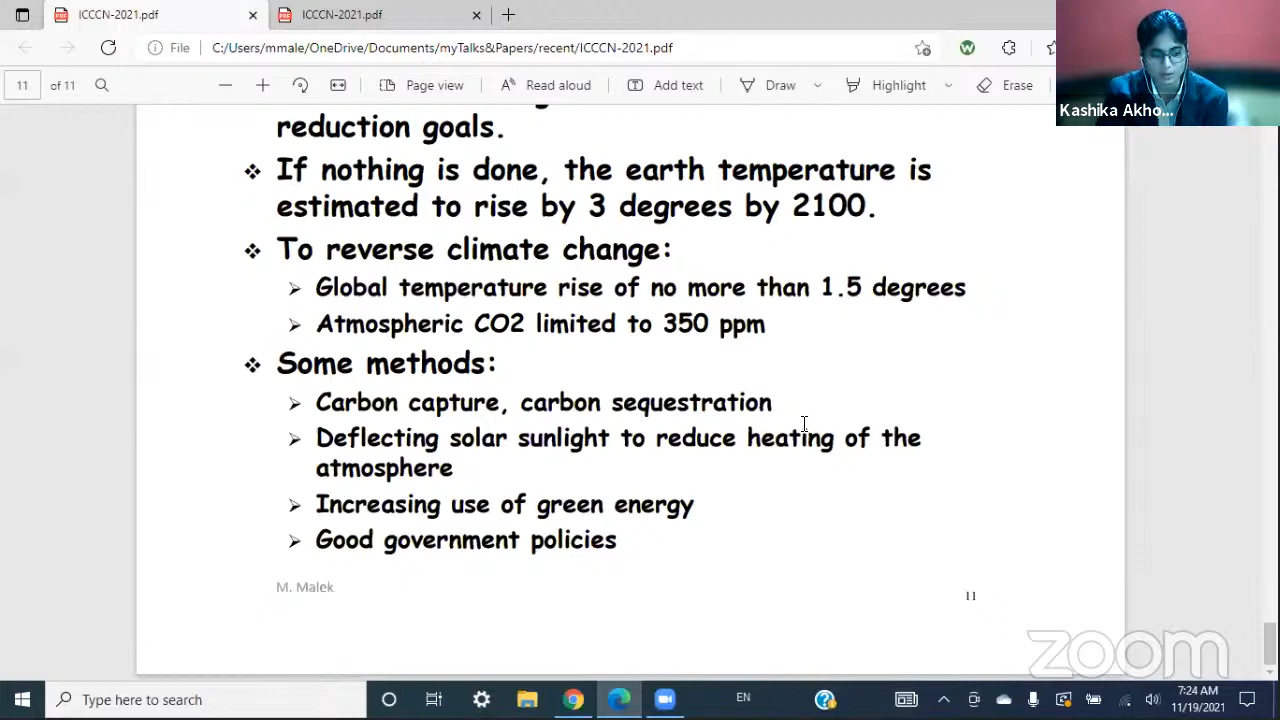 ICCCN-2021.pdf
ICCCN-2021.pdf
File C:/Users/mmale/OneDrive/Documents/myTalks&Papers/recent/ICCCN-2021.pdf
W
11 of 11 Page view Read aloud Add text Draw Highlight Erase
Kashika Akho...
reduction goals.
If nothing is done, the earth temperature is
estimated to rise by 3 degrees by 2100.
To reverse climate change:
Global temperature rise of no more than 1.5 degrees
Atmospheric CO2 limited to 350 ppm
Some methods:
Carbon capture, carbon sequestration
Deflecting solar sunlight to reduce heating of the
atmosphere
Increasing use of green energy
Good government policies
M. Malek
11
zoom
Type here to search
EN
7:24 AM
11/19/2021